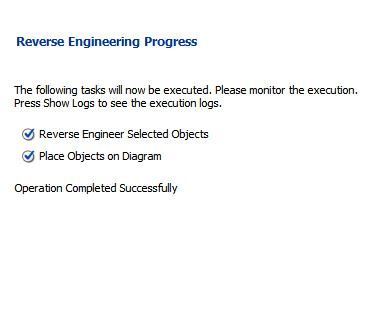 Reverse Engineering Progress
The following tasks will now be executed. Please monitor the execution.
Press Show Logs to see the execution logs.
Reverse Engineer Selected Objects
Place Objects on Diagram
Operation Completed Successfully